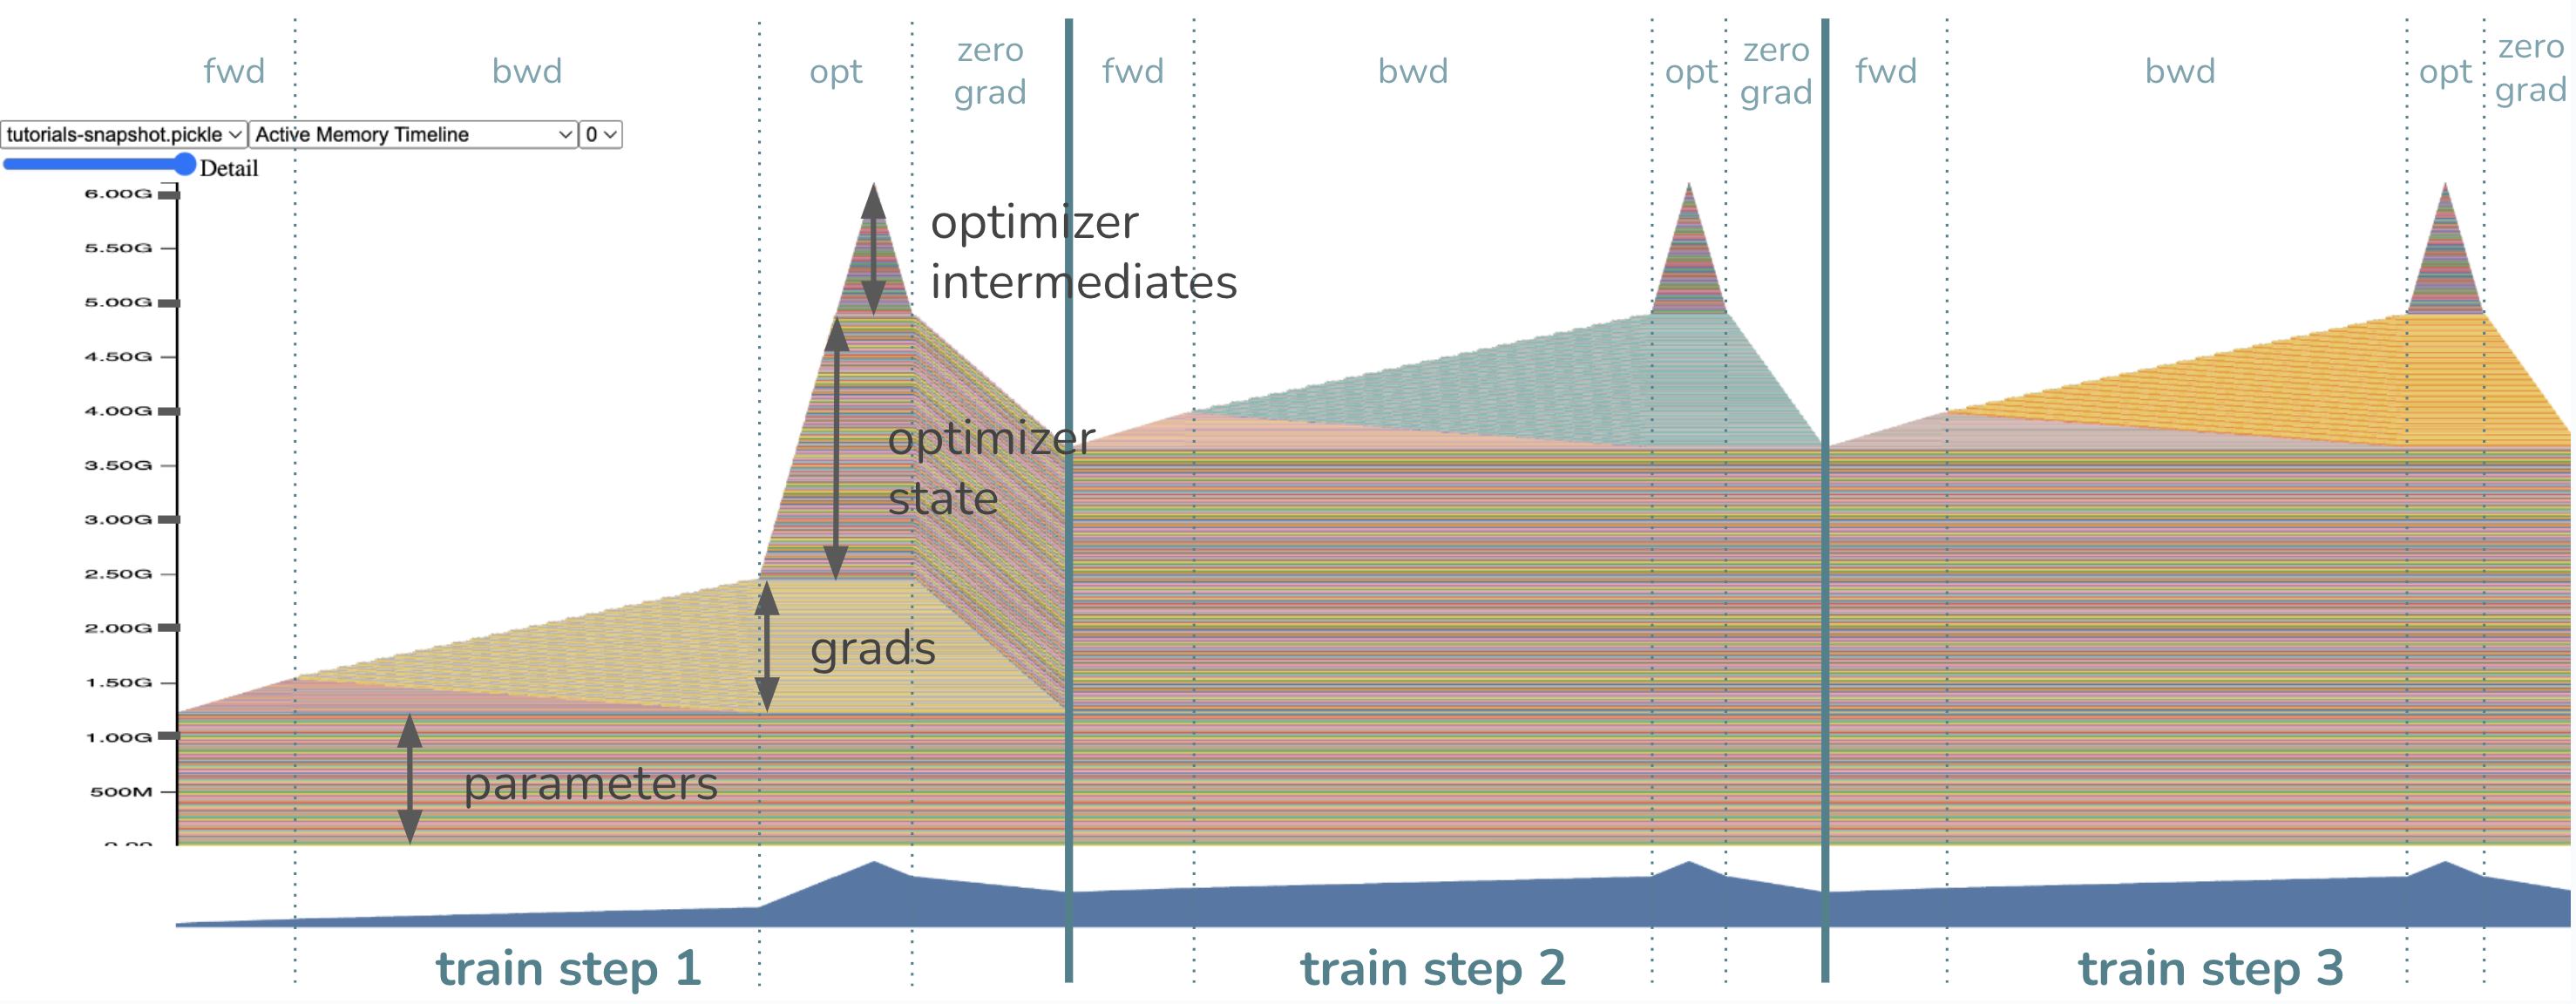 fwd
bwd
opt
zero
grad
fwd
bwd
opt
zero
grad
fwd
bwd
opt
zero
grad
tutorials-snapshot.pickle
Active Memory Timeline
0
Detail
6.00G
5.50G
5.00G
4.50G
4.00G
3.50G
3.00G
2.50G
2.00G
1.50G
1.00G
500M
optimizer
intermediates
optimizer
state
grads
parameters
train step 1
train step 2
train step 3